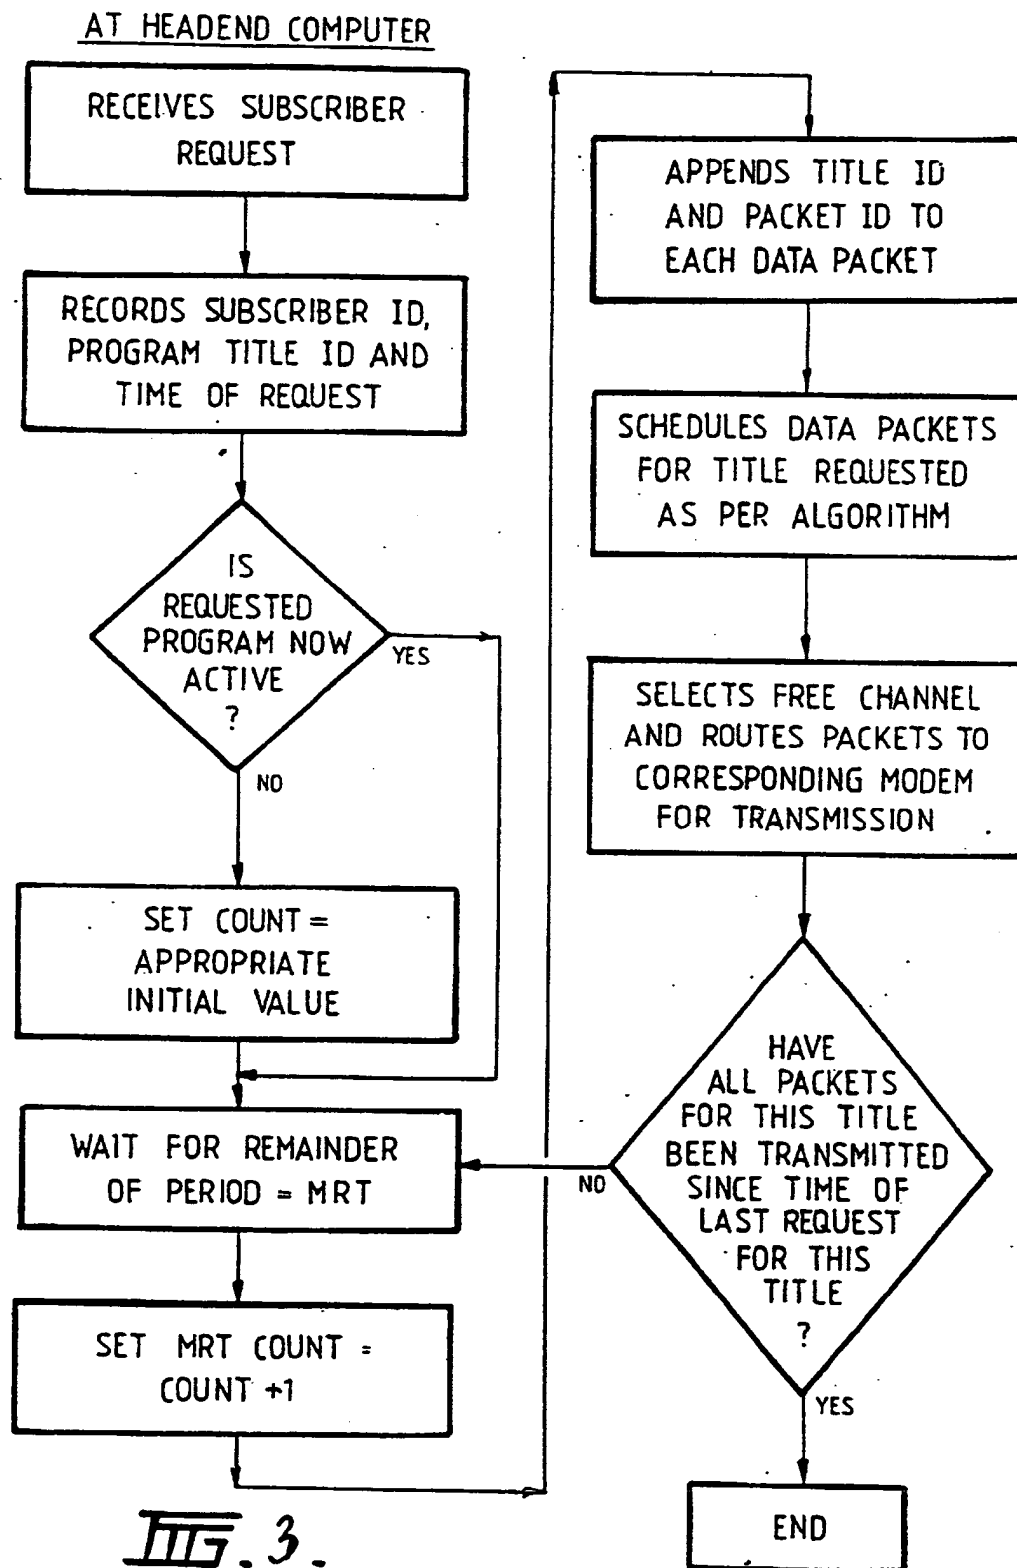 AT HEADEND COMPUTER
RECEIVES SUBSCRIBER
REQUEST
RECORDS SUBSCRIBER ID,
PROGRAM TITLE ID AND
TIME OF REQUEST
IS
REQUESTED
PROGRAM NOW
ACTIVE
?
YES
NO
SET COUNT =
APPROPRIATE
INITIAL VALUE
WAIT FOR REMAINDER
OF PERIOD = MRT
SET MRT COUNT =
COUNT +1
APPENDS TITLE ID
AND PACKET ID TO
EACH DATA PACKET
SCHEDULES DATA PACKETS
FOR TITLE REQUESTED
AS PER ALGORITHM
SELECTS FREE CHANNEL
AND ROUTES PACKETS TO
CORRESPONDING MODEM
FOR TRANSMISSION
HAVE
ALL PACKETS
FOR THIS TITLE
BEEN TRANSMITTED
SINCE TIME OF
LAST REQUEST
FOR THIS
TITLE
?
NO
YES
END
FIG. 3.